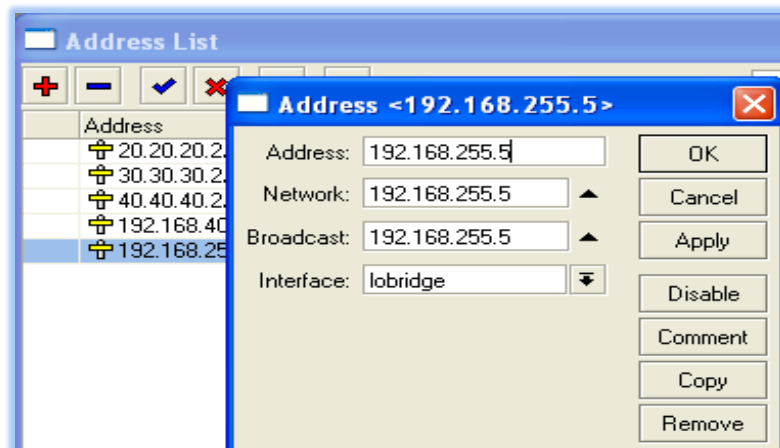 Address List
Address <192.168.255.5>
Address
20.20.20.2.
30.30.30.2.
40.40.40.2.
192.168.40
192.168.25
Address: 192.168.255.5
Network: 192.168.255.5
Broadcast: 192.168.255.5
Interface: lobridge
OK
Cancel
Apply
Disable
Comment
Copy
Remove